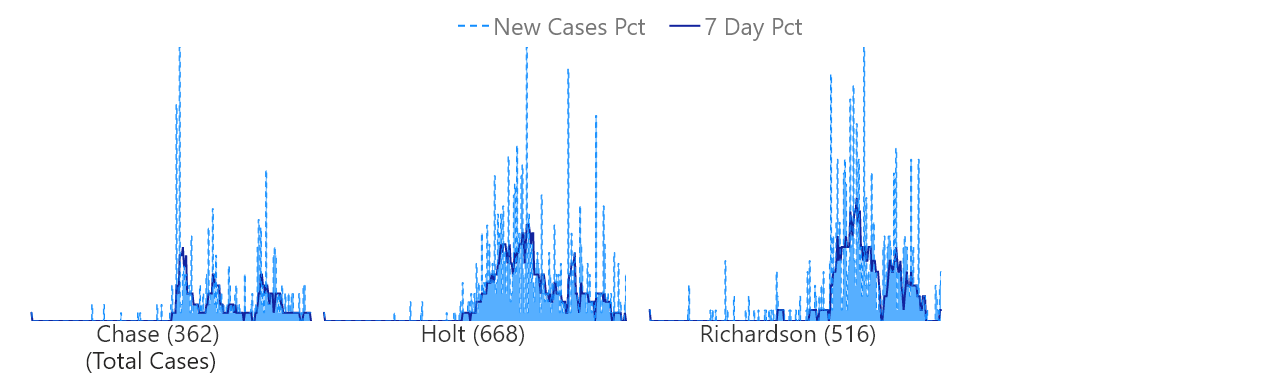 New Cases Pct 7 Day Pct
Chase (362) Holt (668) Richardson (516)
(Total Cases)